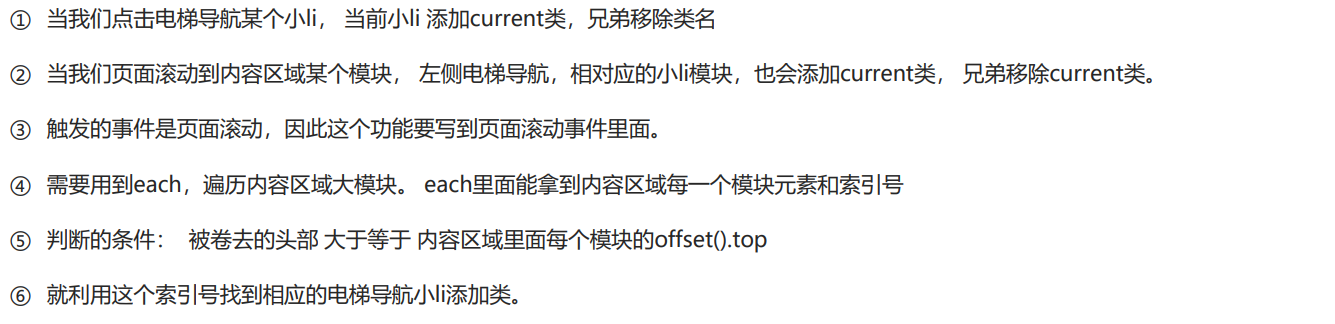 ① 当我们点击电梯导航某个小li， 当前小li 添加current类，兄弟移除类名
② 当我们页面滚动到内容区域某个模块， 左侧电梯导航，相对应的小li模块，也会添加current类， 兄弟移除current类。
③ 触发的事件是页面滚动，因此这个功能要写到页面滚动事件里面。
④ 需要用到each，遍历内容区域大模块。 each里面能拿到内容区域每一个模块元素和索引号
⑤ 判断的条件： 被卷去的头部 大于等于 内容区域里面每个模块的offset().top
⑥ 就利用这个索引号找到相应的电梯导航小li添加类。